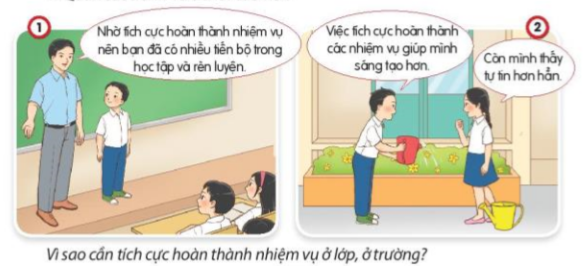 1
Nhờ tích cực hoàn thành nhiệm vụ
nên bạn đã có nhiều tiến bộ trong
học tập và rèn luyện.
Việc tích cực hoàn thành
các nhiệm vụ giúp mình
sáng tạo hơn.
2
Còn mình thấy
tự tin hơn hẳn.
Vì sao cần tích cực hoàn thành nhiệm vụ ở lớp, ở trường?